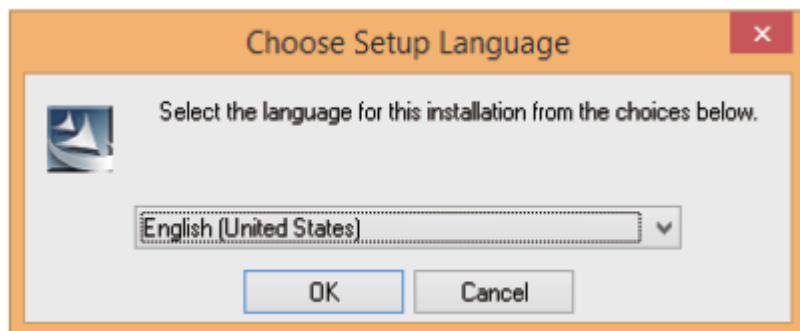 Choose Setup Language
Select the language for this installation from the choices below.
English (United States)
OK
Cancel